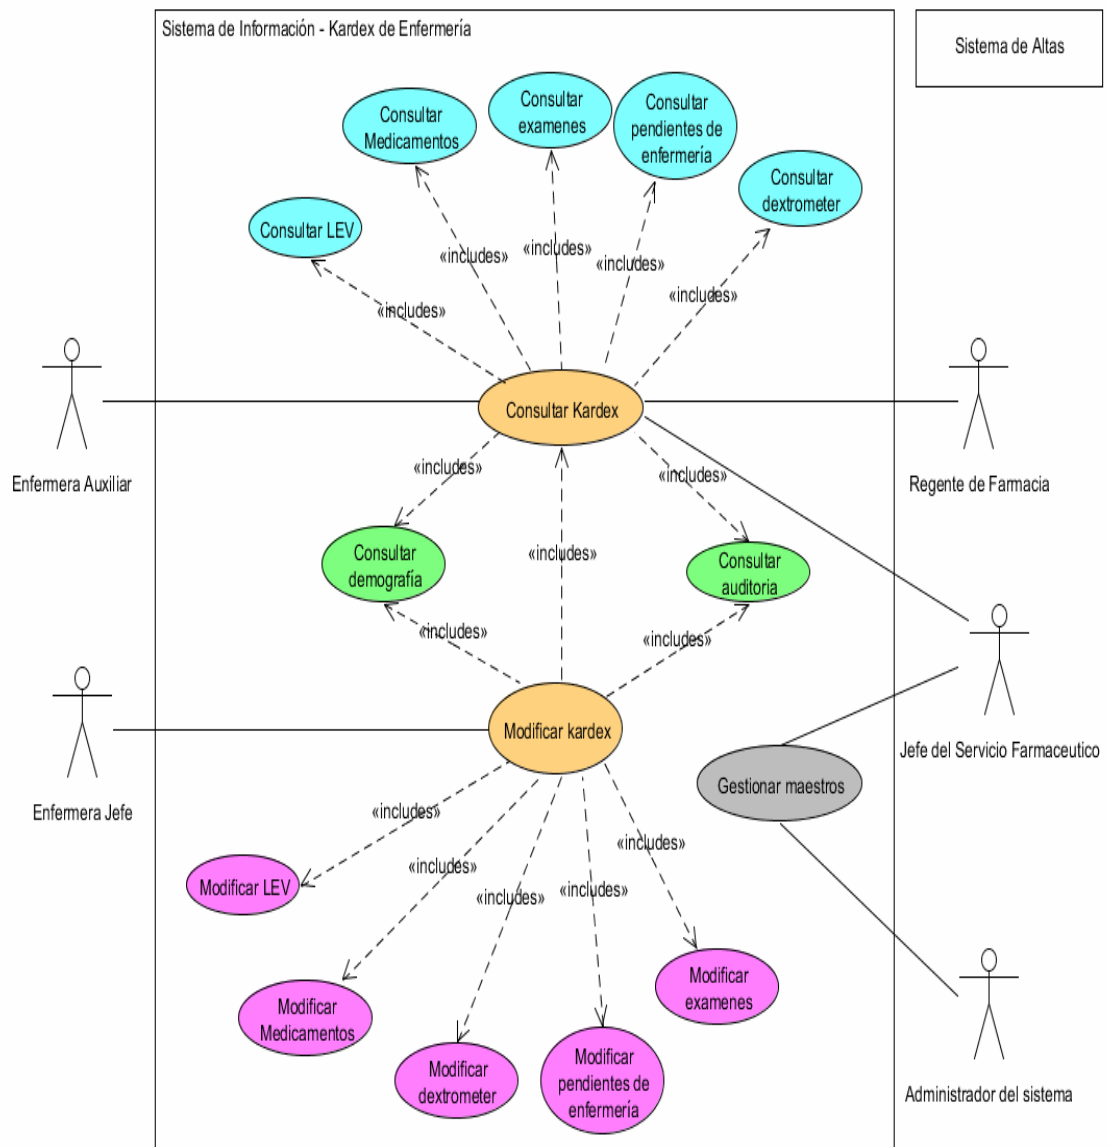 Sistema de Información - Kardex de Enfermería
Sistema de Altas
Consultar
Medicamentos
Consultar
examenes
Consultar
pendientes de
enfermería
Consultar
dextrometer
Consultar LEV
«includes»
«includes»
«includes»
«includes»
«includes»
Consultar Kardex
Enfermera Auxiliar
Regente de Farmacia
«includes»
«includes»
Consultar
demografía
«includes»
Consultar
auditoria
«includes»
«includes»
Modificar kardex
Enfermera Jefe
Jefe del Servicio Farmaceutico
Gestionar maestros
«includes»
«includes»
«includes»
«includes»
«includes»
Modificar LEV
Modificar
Medicamentos
Modificar
dextrometer
Modificar
pendientes de
enfermería
Modificar
examenes
Administrador del sistema